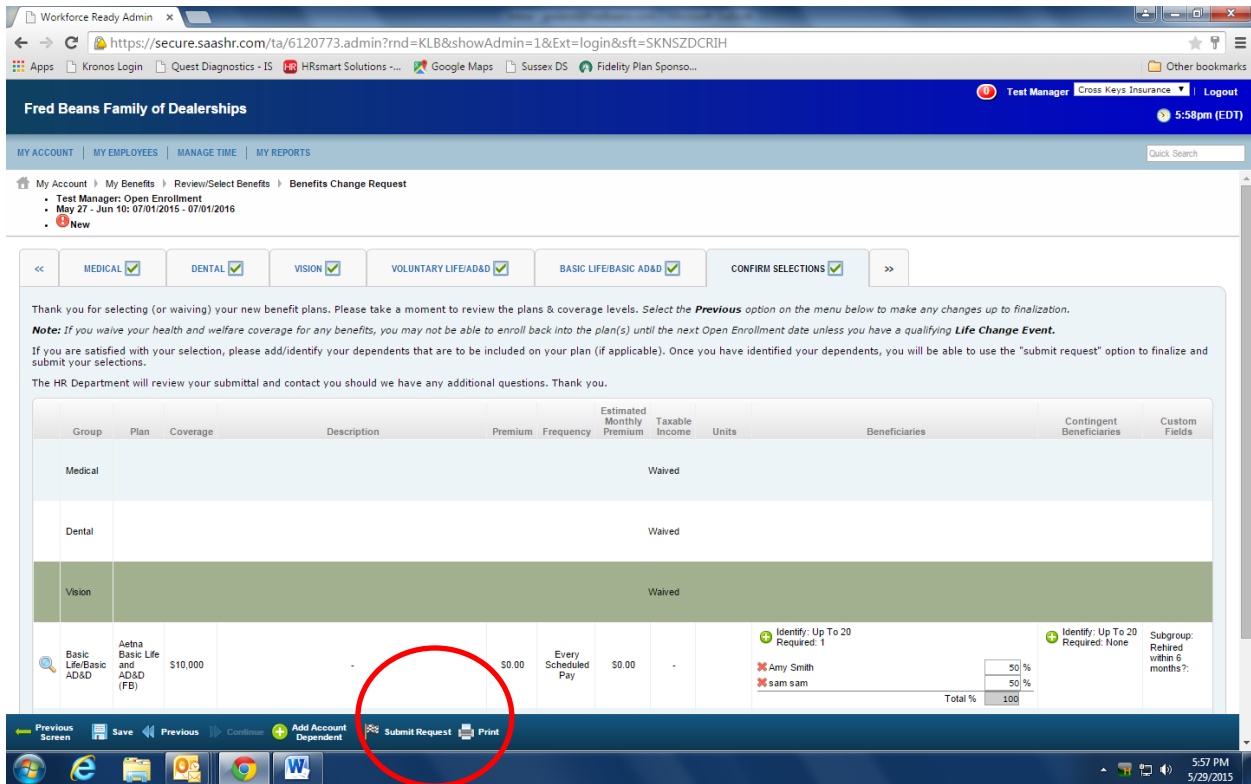 Workforce Ready Admin
https://secure.saashr.com/ta/6120773.admin?rnd=KLB&showAdmin=1&Ext=login&sft=SKNSZDCRIH
Apps Kronos Login Quest Diagnostics - IS HR HRsmart Solutions -... Google Maps Sussex DS Fidelity Plan Sponso... Other bookmarks
0 Test Manager Cross Keys Insurance | Logout
Fred Beans Family of Dealerships
5:58pm (EDT)
MY ACCOUNT | MY EMPLOYEES | MANAGE TIME | MY REPORTS Quick Search
My Account My Benefits Review/Select Benefits Benefits Change Request
Test Manager: Open Enrollment
May 27 - Jun 10: 07/01/2015 - 07/01/2016
New
<< MEDICAL DENTAL VISION VOLUNTARY LIFE/AD&D BASIC LIFE/BASIC AD&D CONFIRM SELECTIONS >>
Thank you for selecting (or waiving) your new benefit plans. Please take a moment to review the plans & coverage levels. Select the Previous option on the menu below to make any changes up to finalization.
Note: If you waive your health and welfare coverage for any benefits, you may not be able to enroll back into the plan(s) until the next Open Enrollment date unless you have a qualifying Life Change Event.
If you are satisfied with your selection, please add/identify your dependents that are to be included on your plan (if applicable). Once you have identified your dependents, you will be able to use the "submit request" option to finalize and
submit your selections.
The HR Department will review your submittal and contact you should we have any additional questions. Thank you.
Group Plan Coverage Description Premium Frequency Estimated Monthly Premium Taxable Income Units Beneficiaries Contingent Beneficiaries Custom Fields
Medical Waived
Dental Waived
Vision Waived
Basic Life/Basic AD&D Aetna Basic Life and AD&D (FB) $10,000 - $0.00 Every Scheduled Pay $0.00 -
Identify: Up To 20
Required: 1
Amy Smith 50 %
sam sam 50 %
Total % 100
Identify: Up To 20
Required: None
Subgroup:
Rehired
within 6
months?:
Previous Screen Save Previous Continue Add Account Dependent Submit Request Print
5:57 PM
5/29/2015